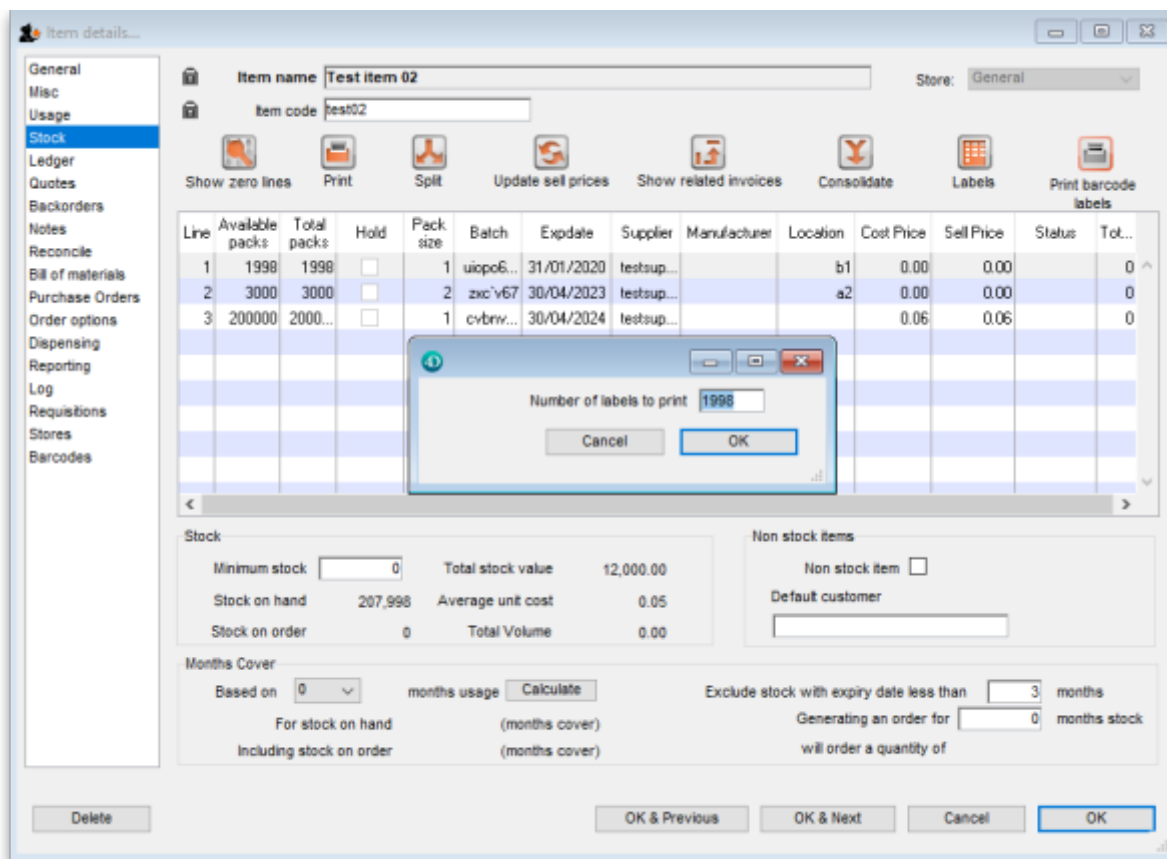 Item details...
General
Misc
Usage
Stock
Ledger
Quotes
Backorders
Notes
Reconcile
Bill of materials
Purchase Orders
Order options
Dispensing
Reporting
Log
Requisitions
Stores
Barcodes
Item name Test item 02 Store: General
Item code test02
Show zero lines Print Split Update sell prices Show related invoices Consolidate Labels Print barcode labels
Line Available packs Total packs Hold Pack size Batch Expdate Supplier Manufacturer Location Cost Price Sell Price Status Tot...
1 1998 1998 1 uiopo6... 31/01/2020 testsup... b1 0.00 0.00 0
2 3000 3000 2 zxc`v67 30/04/2023 testsup... a2 0.00 0.00 0
3 200000 2000... 1 cvbnv... 30/04/2024 testsup... 0.06 0.06 0
Number of labels to print 1998
Cancel OK
Stock Non stock items
Minimum stock 0 Total stock value 12,000.00 Non stock item
Stock on hand 207,998 Average unit cost 0.05 Default customer
Stock on order 0 Total Volume 0.00
Months Cover
Based on 0 months usage Calculate Exclude stock with expiry date less than 3 months
For stock on hand (months cover) Generating an order for 0 months stock
Including stock on order (months cover) will order a quantity of
Delete OK & Previous OK & Next Cancel OK